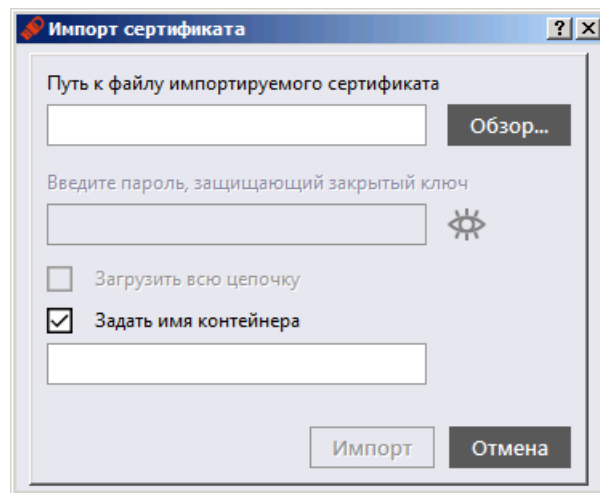 Импорт сертификата
Путь к файлу импортируемого сертификата
Обзор...
Введите пароль, защищающий закрытый ключ
Загрузить всю цепочку
Задать имя контейнера
Импорт Отмена